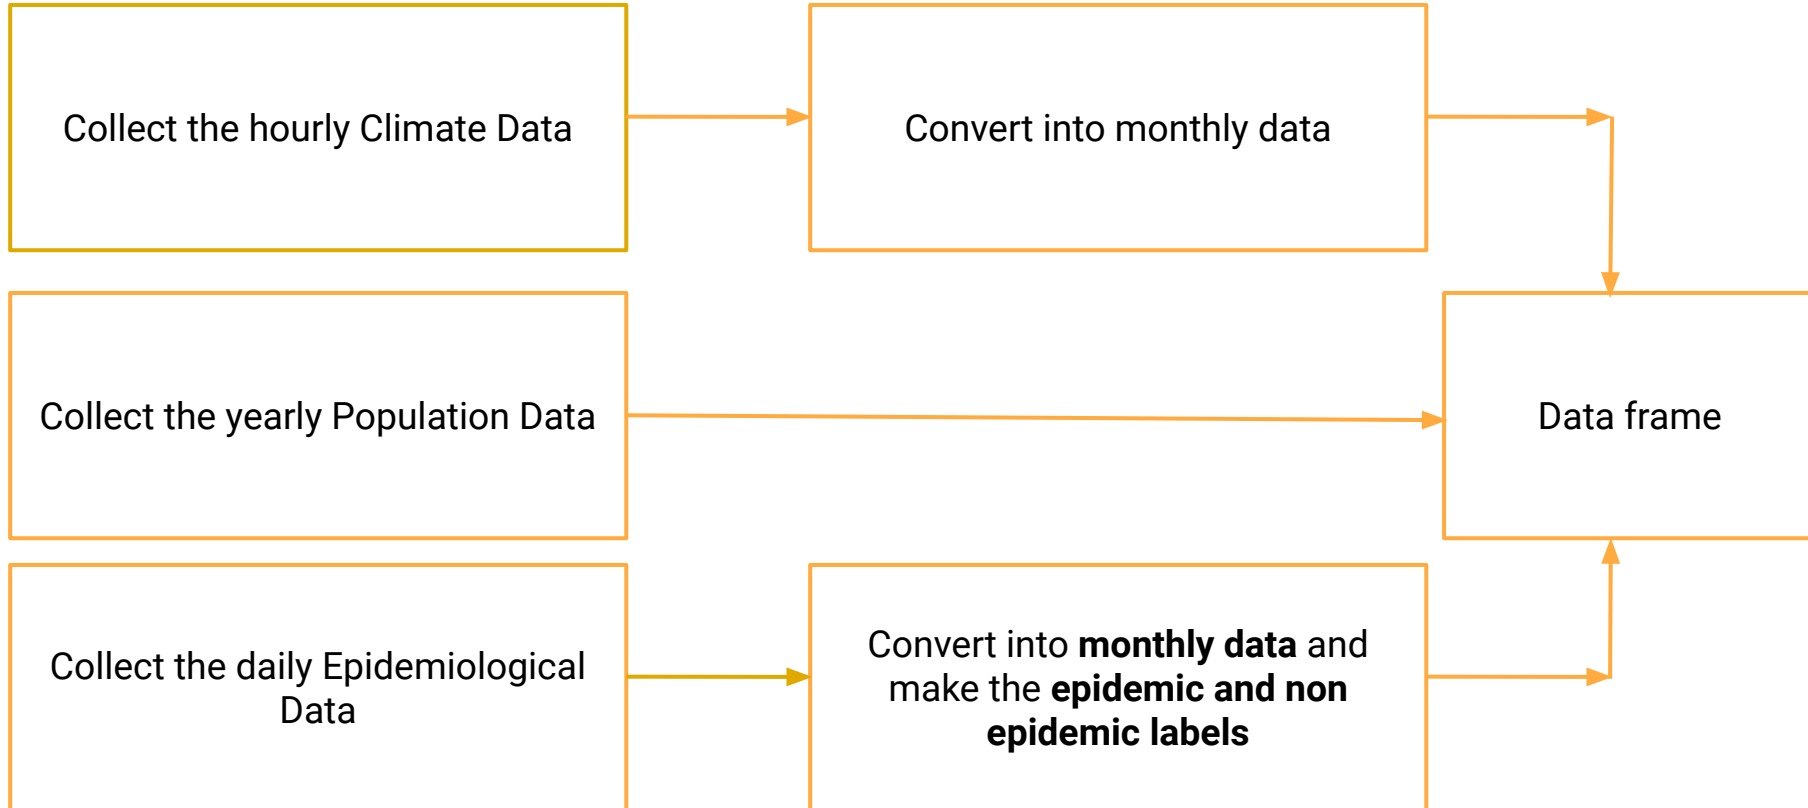 Collect the hourly Climate Data
Convert into monthly data
Collect the yearly Population Data
Data frame
Collect the daily Epidemiological
Data
Convert into monthly data and
make the epidemic and non
epidemic labels